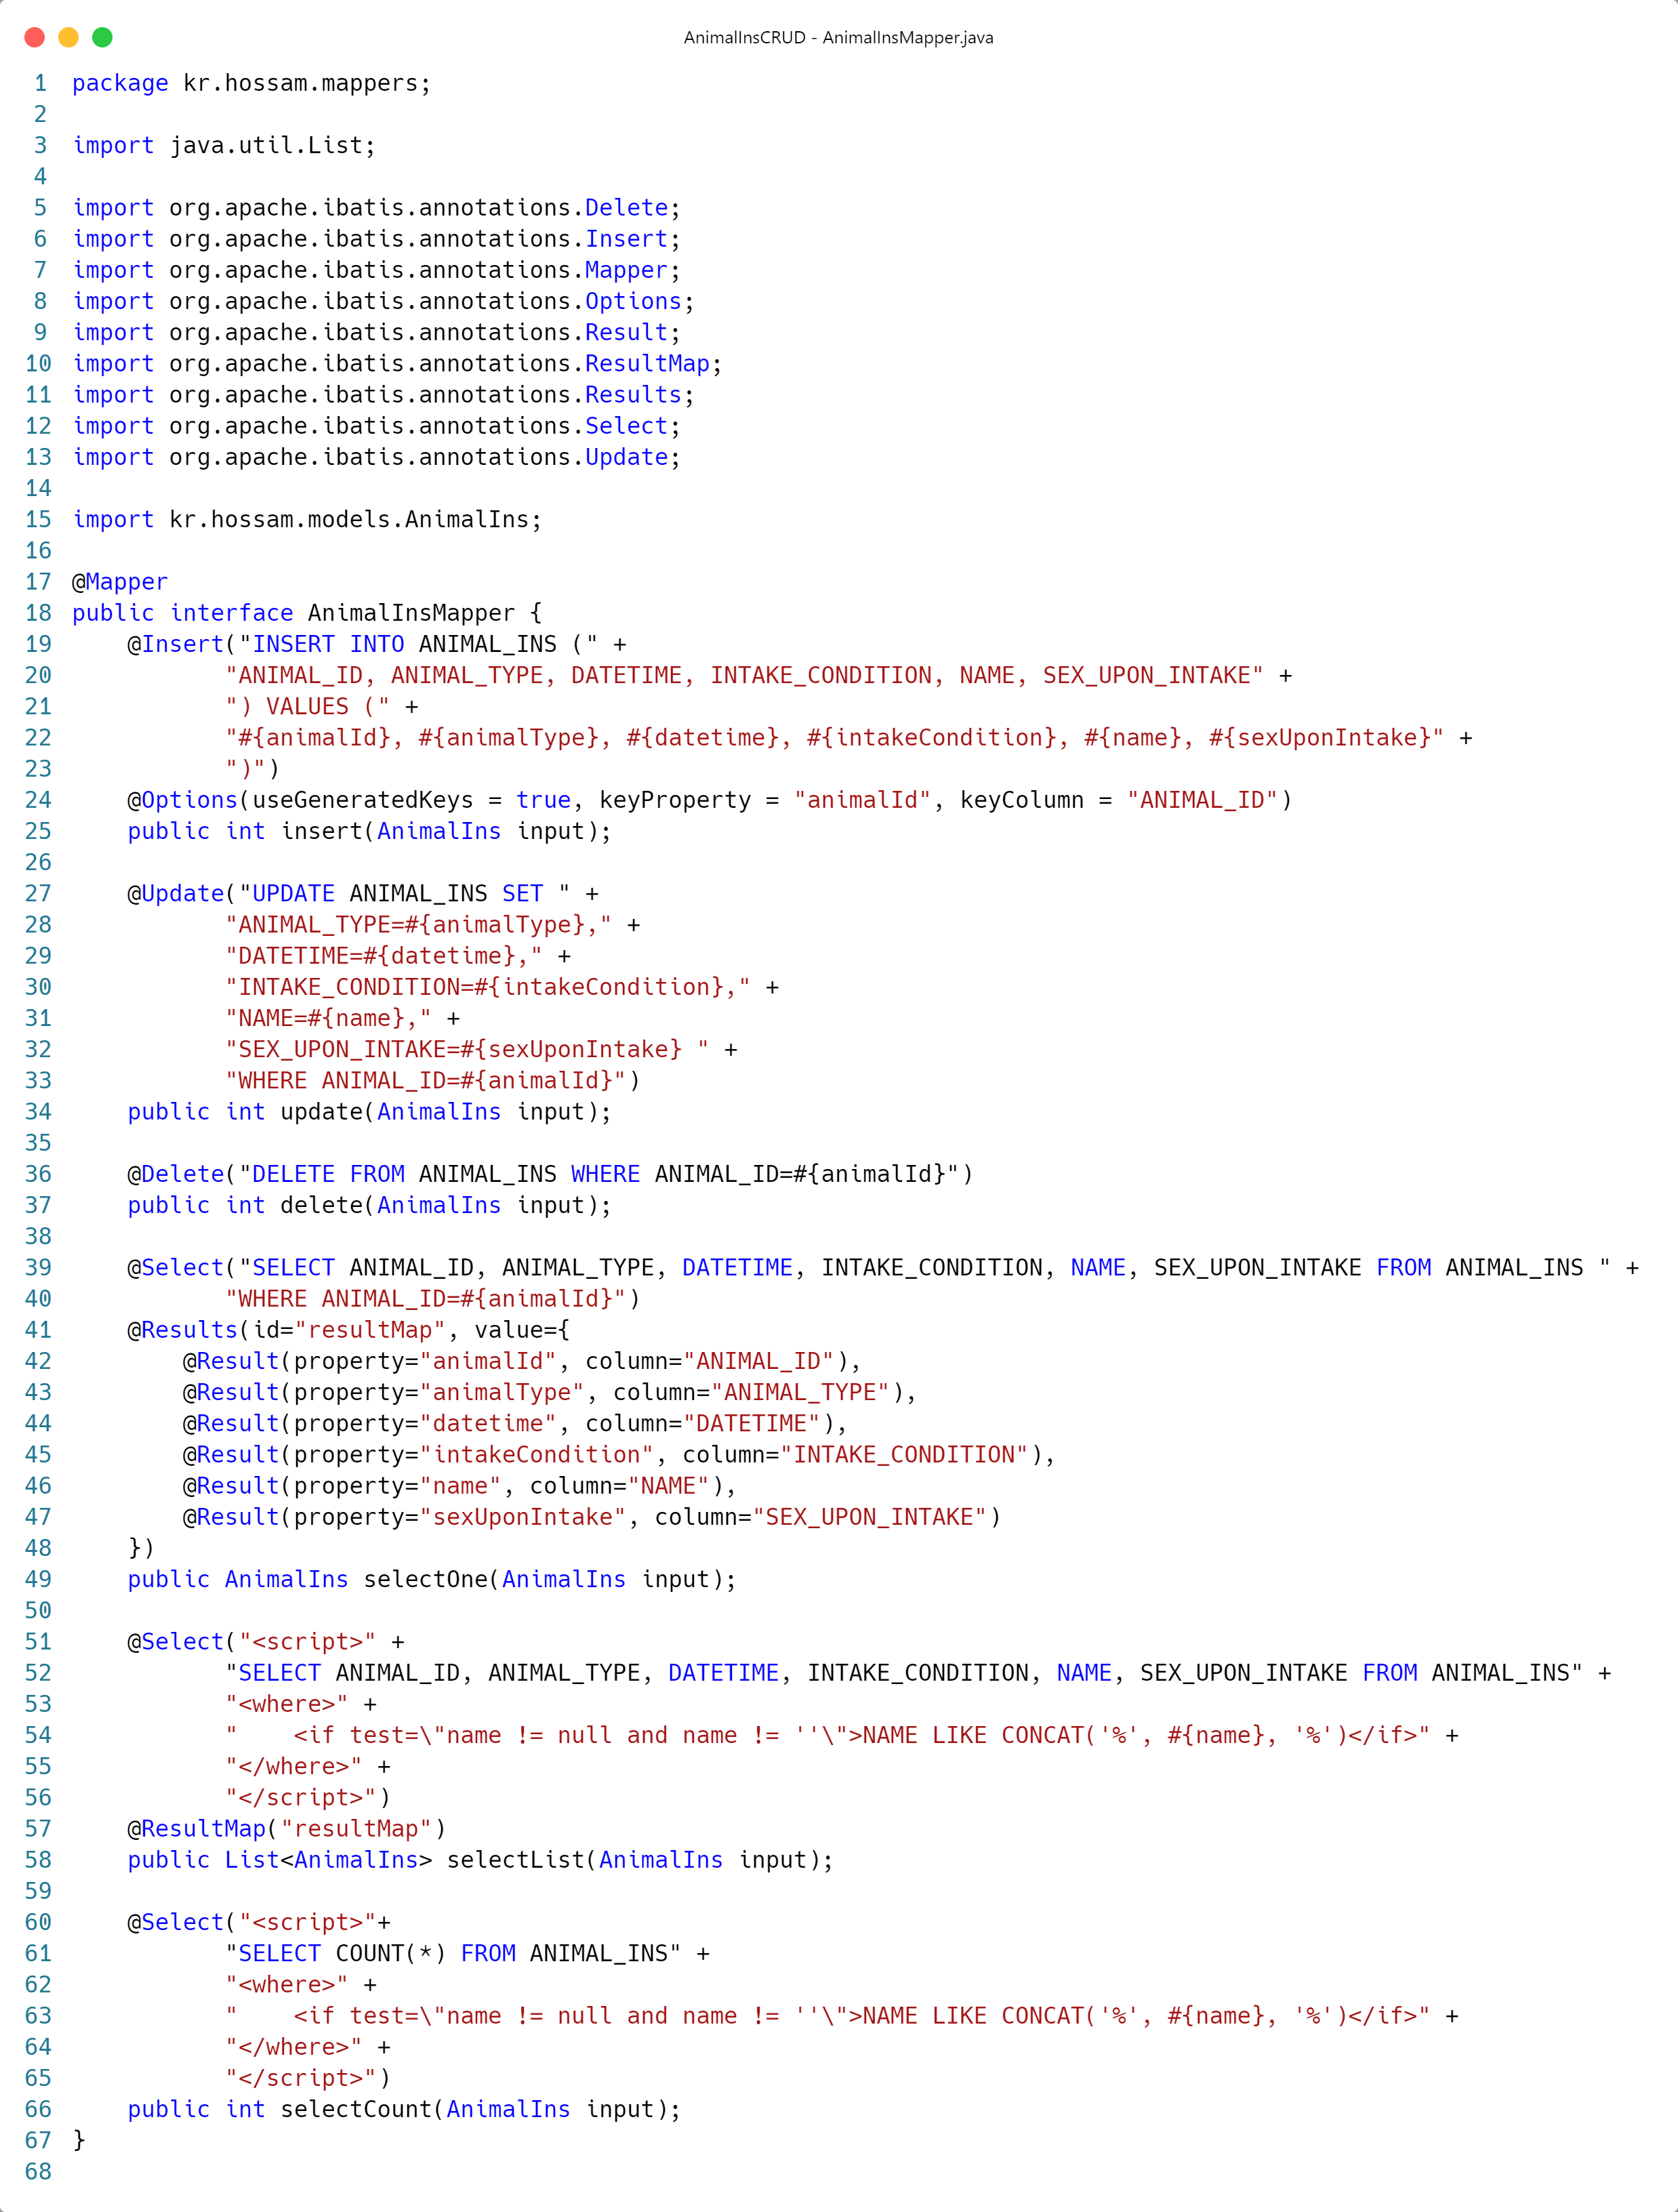 AnimalInsCRUD - AnimalInsMapper.java
1 package kr.hossam.mappers;
2
3 import java.util.List;
4
5 import org.apache.ibatis.annotations.Delete;
6 import org.apache.ibatis.annotations.Insert;
7 import org.apache.ibatis.annotations.Mapper;
8 import org.apache.ibatis.annotations.Options;
9 import org.apache.ibatis.annotations.Result;
10 import org.apache.ibatis.annotations.ResultMap;
11 import org.apache.ibatis.annotations.Results;
12 import org.apache.ibatis.annotations.Select;
13 import org.apache.ibatis.annotations.Update;
14
15 import kr.hossam.models.AnimalIns;
16
17 @Mapper
18 public interface AnimalInsMapper {
19     @Insert("INSERT INTO ANIMAL_INS (" +
20            "ANIMAL_ID, ANIMAL_TYPE, DATETIME, INTAKE_CONDITION, NAME, SEX_UPON_INTAKE" +
21            ") VALUES (" +
22            "#{animalId}, #{animalType}, #{datetime}, #{intakeCondition}, #{name}, #{sexUponIntake}" +
23            ")")
24     @Options(useGeneratedKeys = true, keyProperty = "animalId", keyColumn = "ANIMAL_ID")
25     public int insert(AnimalIns input);
26
27     @Update("UPDATE ANIMAL_INS SET " +
28            "ANIMAL_TYPE=#{animalType}," +
29            "DATETIME=#{datetime}," +
30            "INTAKE_CONDITION=#{intakeCondition}," +
31            "NAME=#{name}," +
32            "SEX_UPON_INTAKE=#{sexUponIntake} " +
33            "WHERE ANIMAL_ID=#{animalId}")
34     public int update(AnimalIns input);
35
36     @Delete("DELETE FROM ANIMAL_INS WHERE ANIMAL_ID=#{animalId}")
37     public int delete(AnimalIns input);
38
39     @Select("SELECT ANIMAL_ID, ANIMAL_TYPE, DATETIME, INTAKE_CONDITION, NAME, SEX_UPON_INTAKE FROM ANIMAL_INS " +
40            "WHERE ANIMAL_ID=#{animalId}")
41     @Results(id="resultMap", value={
42         @Result(property="animalId", column="ANIMAL_ID"),
43         @Result(property="animalType", column="ANIMAL_TYPE"),
44         @Result(property="datetime", column="DATETIME"),
45         @Result(property="intakeCondition", column="INTAKE_CONDITION"),
46         @Result(property="name", column="NAME"),
47         @Result(property="sexUponIntake", column="SEX_UPON_INTAKE")
48     })
49     public AnimalIns selectOne(AnimalIns input);
50
51     @Select("<script>" +
52            "SELECT ANIMAL_ID, ANIMAL_TYPE, DATETIME, INTAKE_CONDITION, NAME, SEX_UPON_INTAKE FROM ANIMAL_INS" +
53            "<where>" +
54            "    <if test=\"name != null and name != ''\">NAME LIKE CONCAT('%', #{name}, '%')</if>" +
55            "</where>" +
56            "</script>")
57     @ResultMap("resultMap")
58     public List<AnimalIns> selectList(AnimalIns input);
59
60     @Select("<script>"+
61            "SELECT COUNT(*) FROM ANIMAL_INS" +
62            "<where>" +
63            "    <if test=\"name != null and name != ''\">NAME LIKE CONCAT('%', #{name}, '%')</if>" +
64            "</where>" +
65            "</script>")
66     public int selectCount(AnimalIns input);
67 }
68